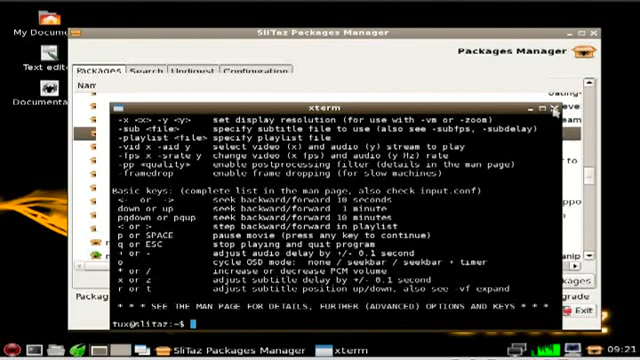 My Docume
Text edit
Documenta
SliTaz Packages Manager
Packages Manager
Packages Search Undigest Configuration
Nam
xterm
-x <x> -y <y> set display resolution (for use with -vm or -zoom)
-sub <file> specify subtitle file to use (also see -subfps, -subdelay)
-playlist <file> specify playlist file
-vid x -aid y select video (x) and audio (y) stream to play
-fps x -srate y change video (x fps) and audio (y Hz) rate
-pp <quality> enable postprocessing filter (details in the man page)
-framedrop enable frame dropping (for slow machines)
Basic keys: (complete list in the man page, also check input.conf)
<- or -> seek backward/forward 10 seconds
down or up seek backward/forward 1 minute
pgdown or pgup seek backward/forward 10 minutes
< or > step backward/forward in playlist
p or SPACE pause movie (press any key to continue)
q or ESC stop playing and quit program
+ or - adjust audio delay by +/- 0.1 second
o cycle OSD mode: none / seekbar / seekbar + timer
* or / increase or decrease PCM volume
x or z adjust subtitle delay by +/- 0.1 second
r or t adjust subtitle position up/down, also see -vf expand
* * * SEE THE MAN PAGE FOR DETAILS, FURTHER (ADVANCED) OPTIONS AND KEYS * * *
tux@slitaz:~$
Packa
grade
Exit
SliTaz Packages Manager
xterm
09:21